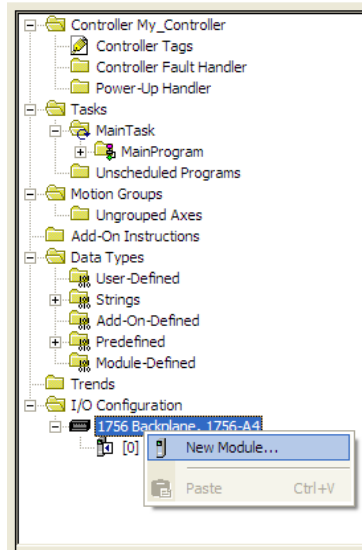 Controller My_Controller
Controller Tags
Controller Fault Handler
Power-Up Handler
Tasks
MainTask
MainProgram
Unscheduled Programs
Motion Groups
Ungrouped Axes
Add-On Instructions
Data Types
User-Defined
Strings
Add-On-Defined
Predefined
Module-Defined
Trends
I/O Configuration
1756 Backplane, 1756-A4
[0] New Module...
Paste Ctrl+V